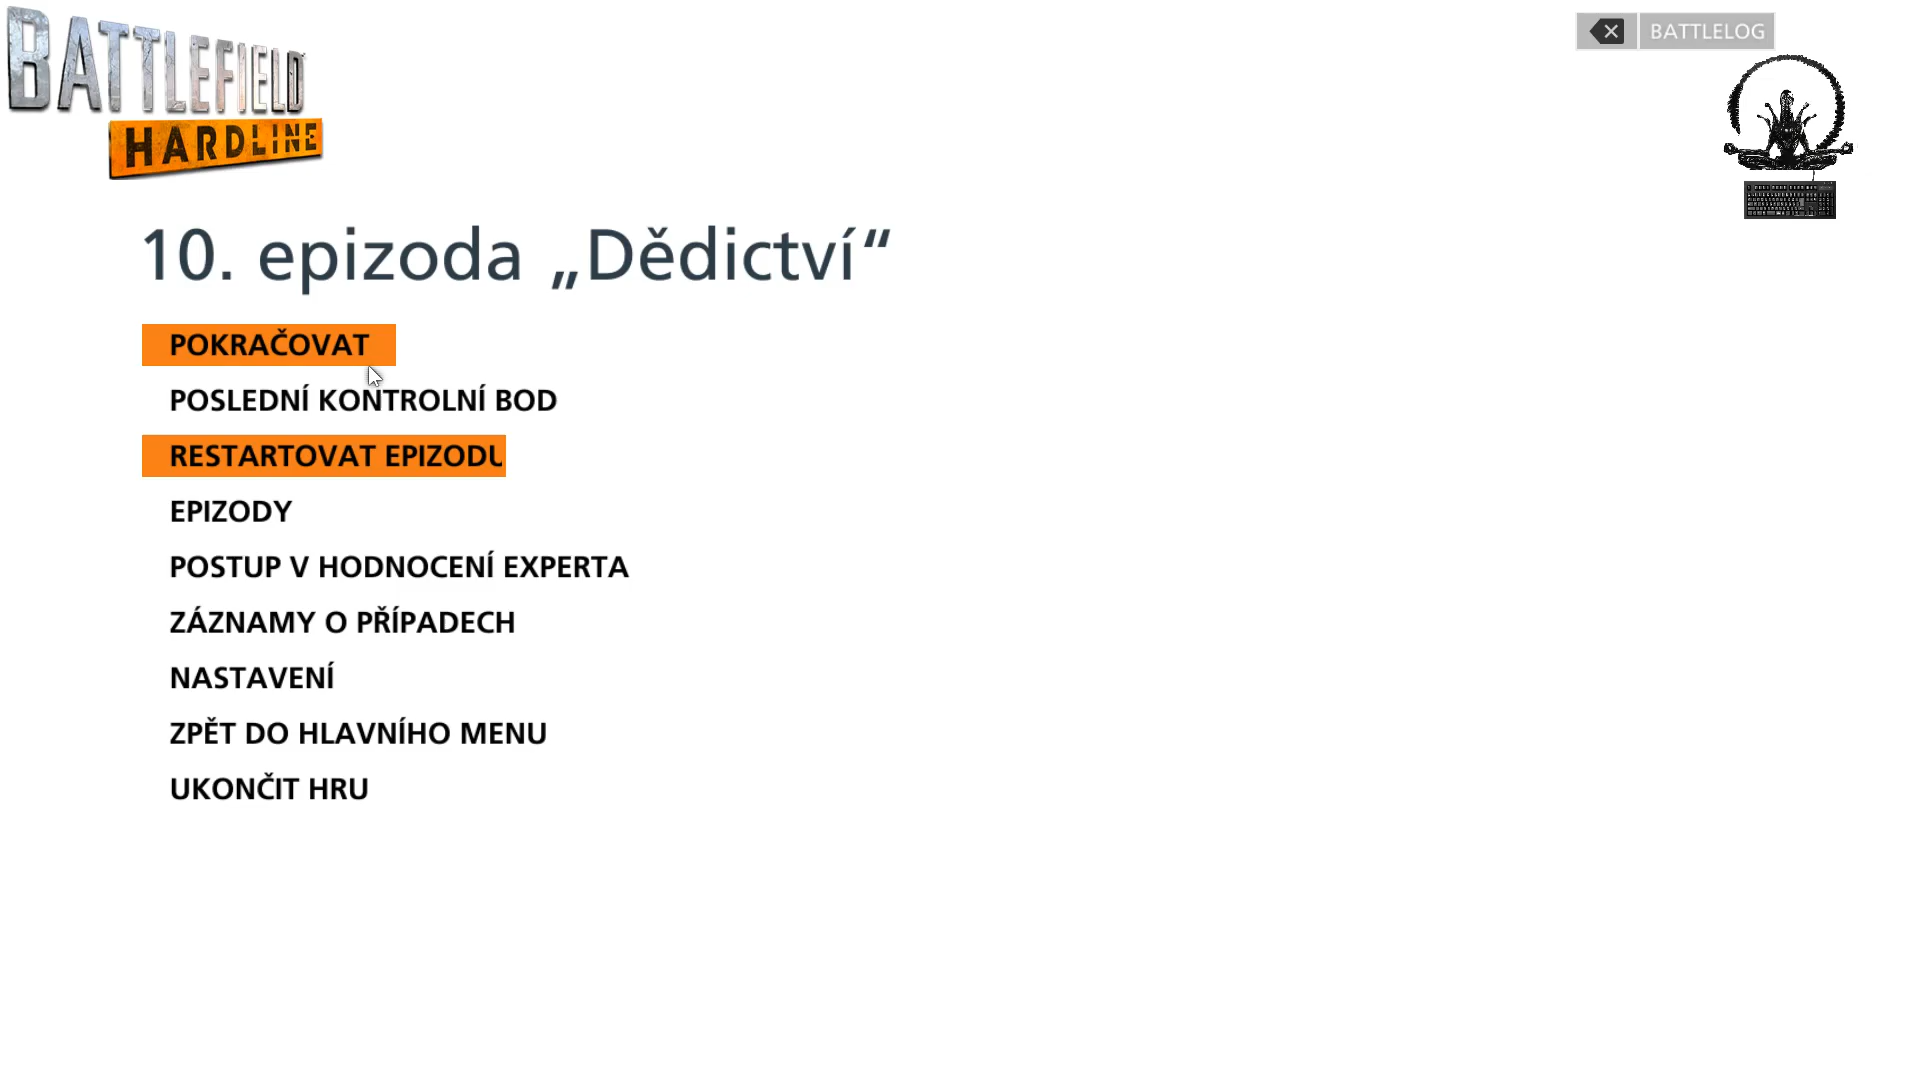 BATTLEFIELD
HARDLINE
BATTLELOG
10. epizoda „Dědictví“
POKRAČOVAT
POSLEDNÍ KONTROLNÍ BOD
RESTARTOVAT EPIZODU
EPIZODY
POSTUP V HODNOCENÍ EXPERTA
ZÁZNAMY O PŘÍPADECH
NASTAVENÍ
ZPĚT DO HLAVNÍHO MENU
UKONČIT HRU